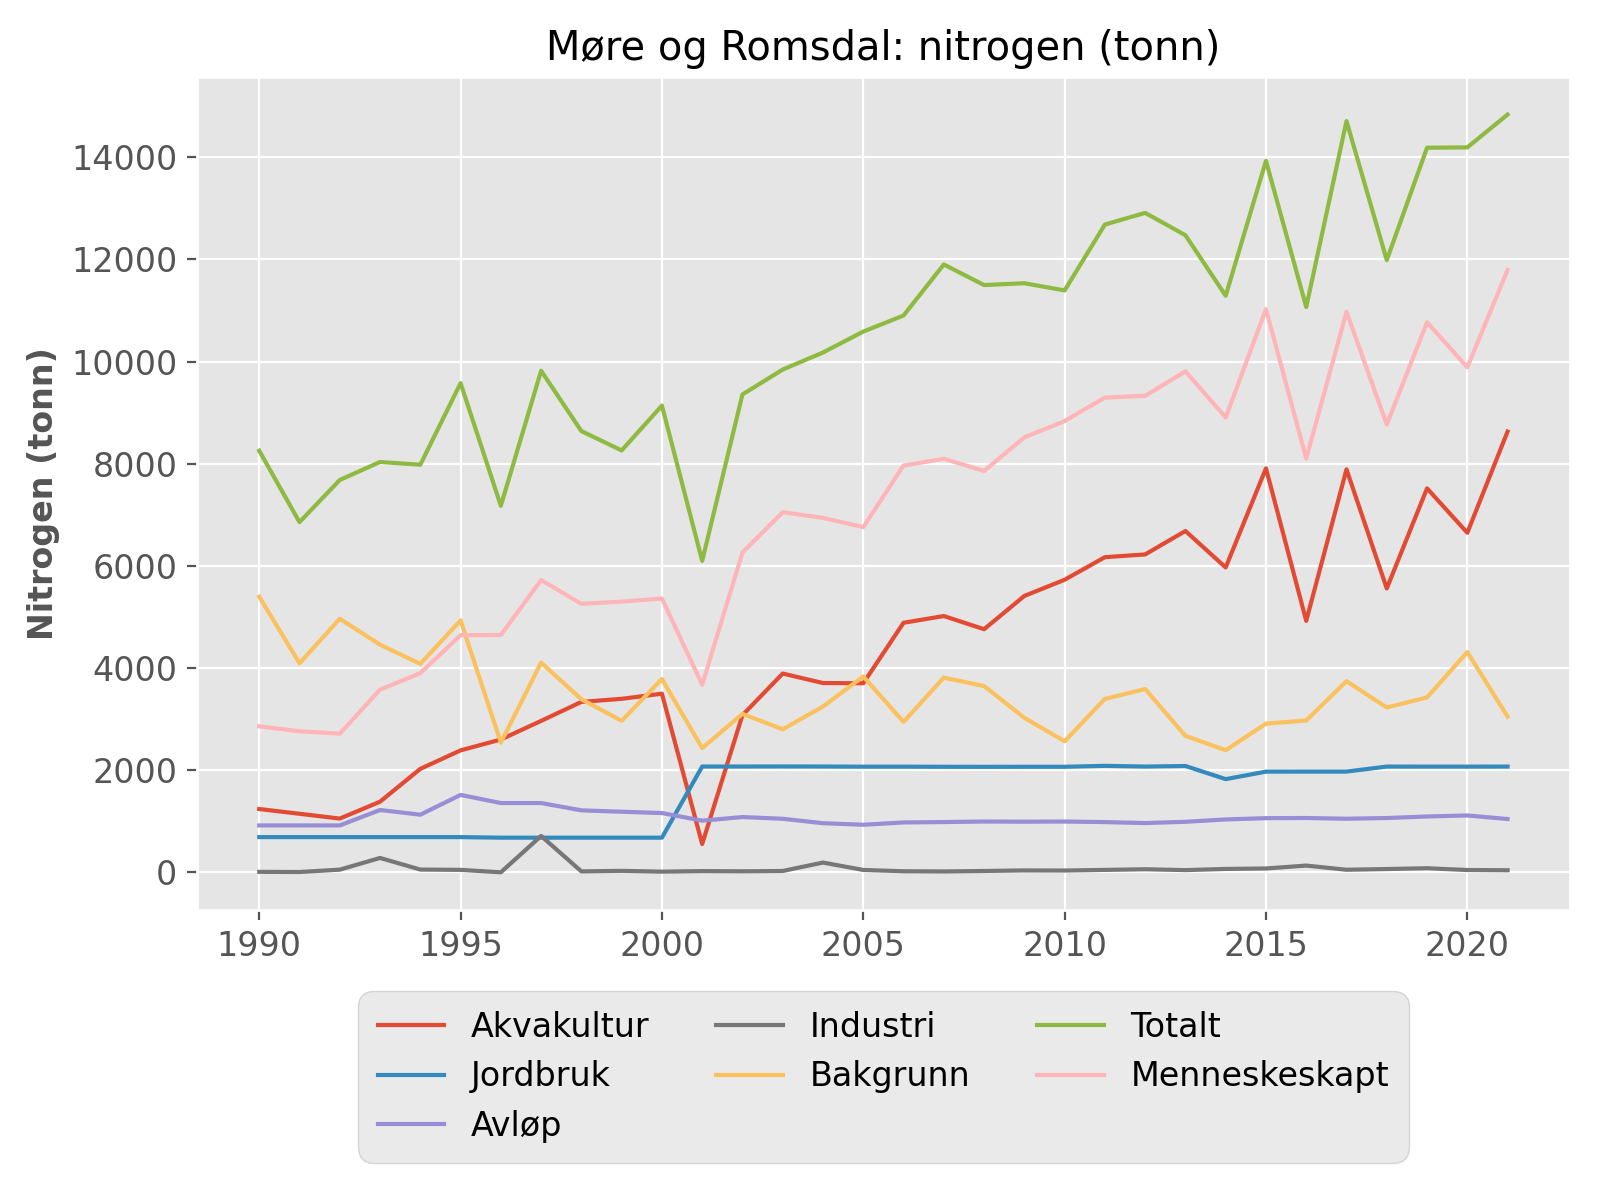 Møre og Romsdal: nitrogen (tonn)
Nitrogen (tonn)
14000
12000
10000
8000
6000
4000
2000
0
1990 1995 2000 2005 2010 2015 2020
Akvakultur Industri Totalt
Jordbruk Bakgrunn Menneskeskapt
Avløp